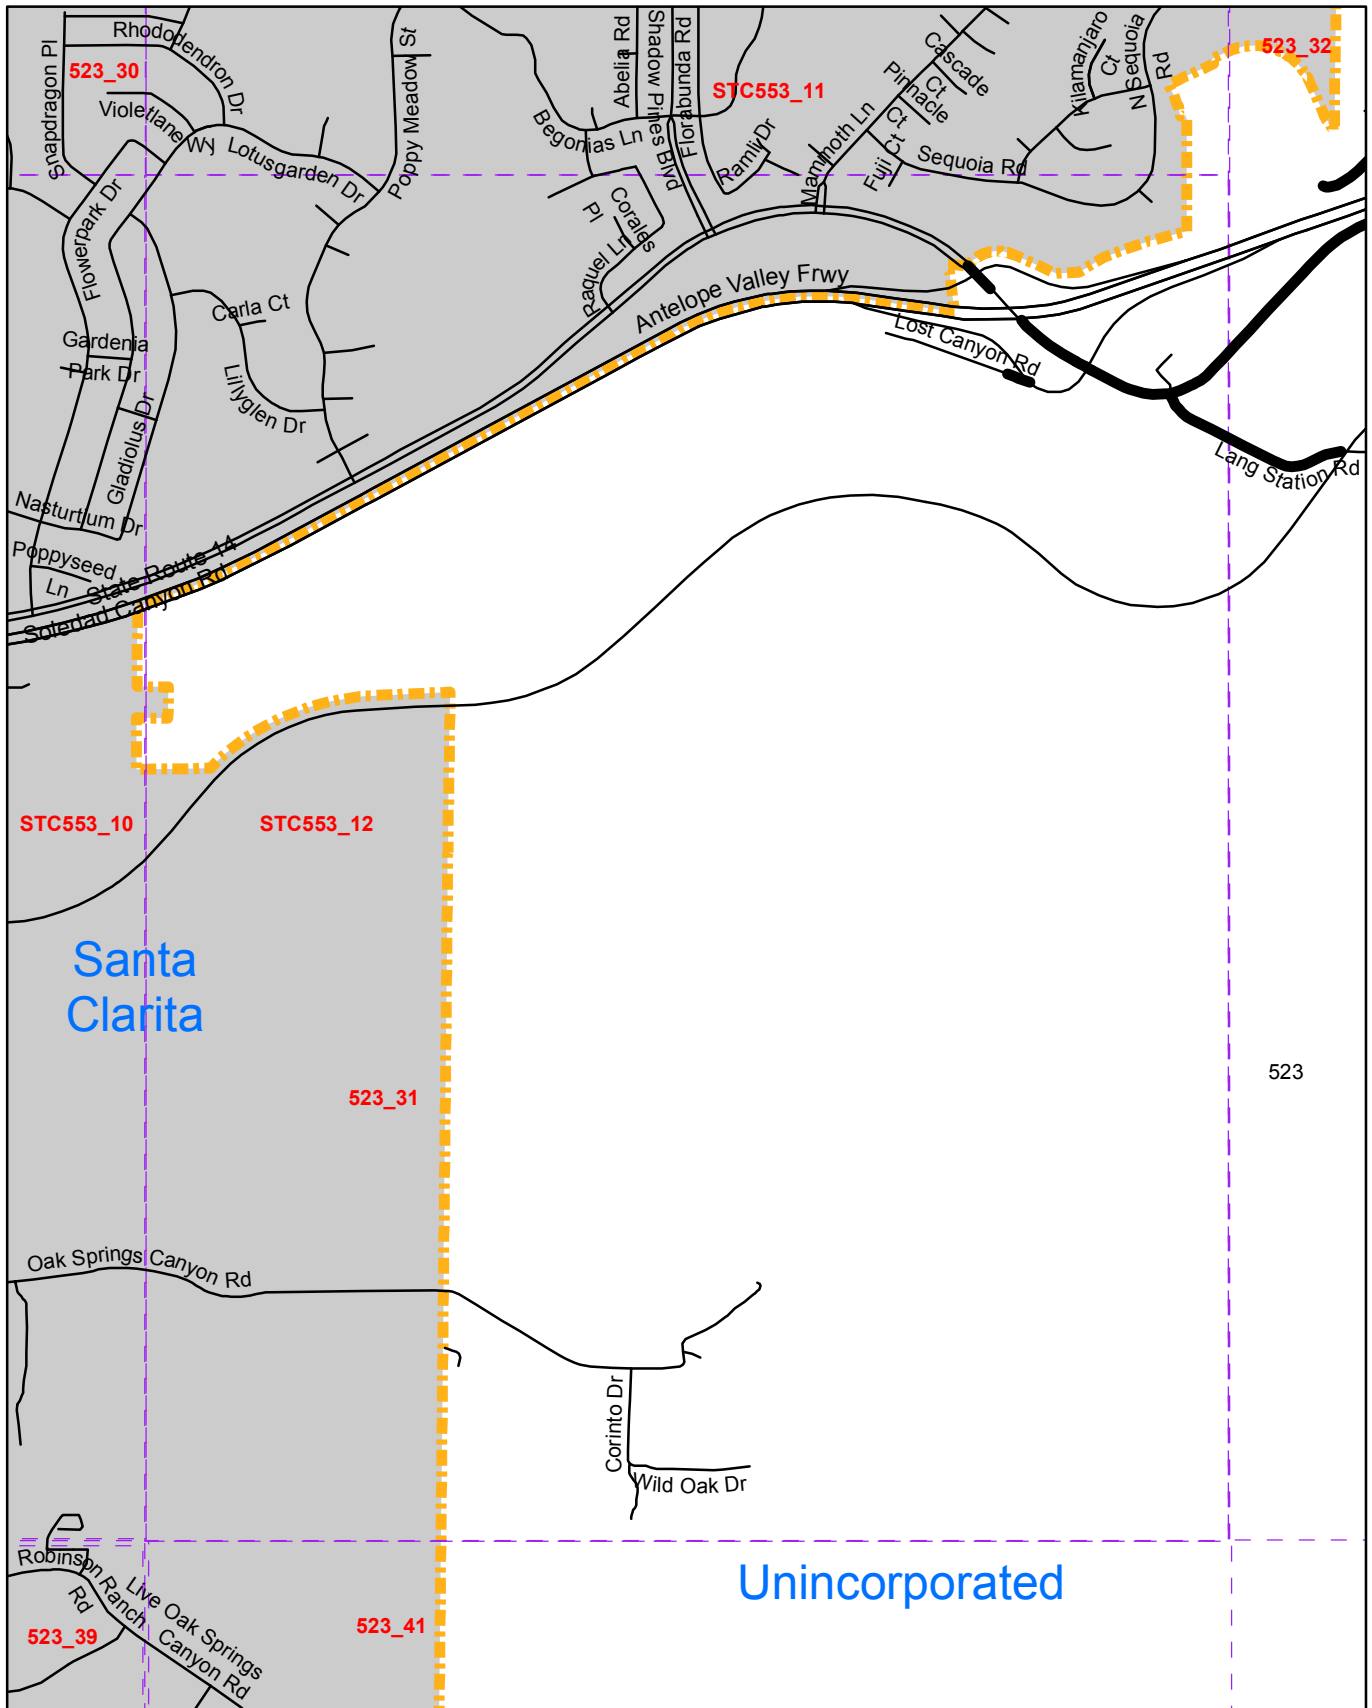 Snapdragon Pl
Rhododendron Dr
523_30
Violetlane Wy
Lotusgarden Dr
Poppy Meadow St
Abelia Rd
Shadow Pines Blvd
Florabunda Rd
STC553_11
Begonias Ln
Ramli Dr
Mammoth Ln
Cascade
Ct
Pinnacle
Ct
Fuji Ct
Sequoia Rd
Kilamanjaro
Ct
N Sequoia
Rd
523_32
Flowerpark Dr
Corales
Pl
Raquel Ln
Antelope Valley Frwy
Carla Ct
Gardenia
Park Dr
Lillyglen Dr
Gladiolus Dr
Lost Canyon Rd
Lang Station Rd
Nasturtium Dr
Poppyseed
Ln
State Route 14
Soledad Canyon Rd
STC553_10
STC553_12
Santa
Clarita
523_31
523
Oak Springs Canyon Rd
Corinto Dr
Wild Oak Dr
Robinson Ranch
Rd
Live Oak Springs
Canyon Rd
523_39
523_41
Unincorporated